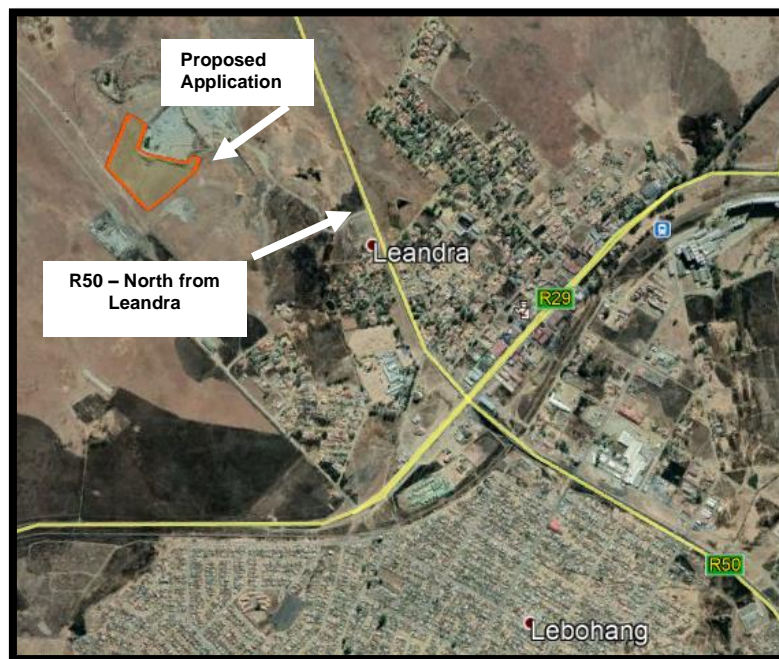 Proposed
Application
R50 – North from
Leandra
Leandra
R29
R50
Lebohang